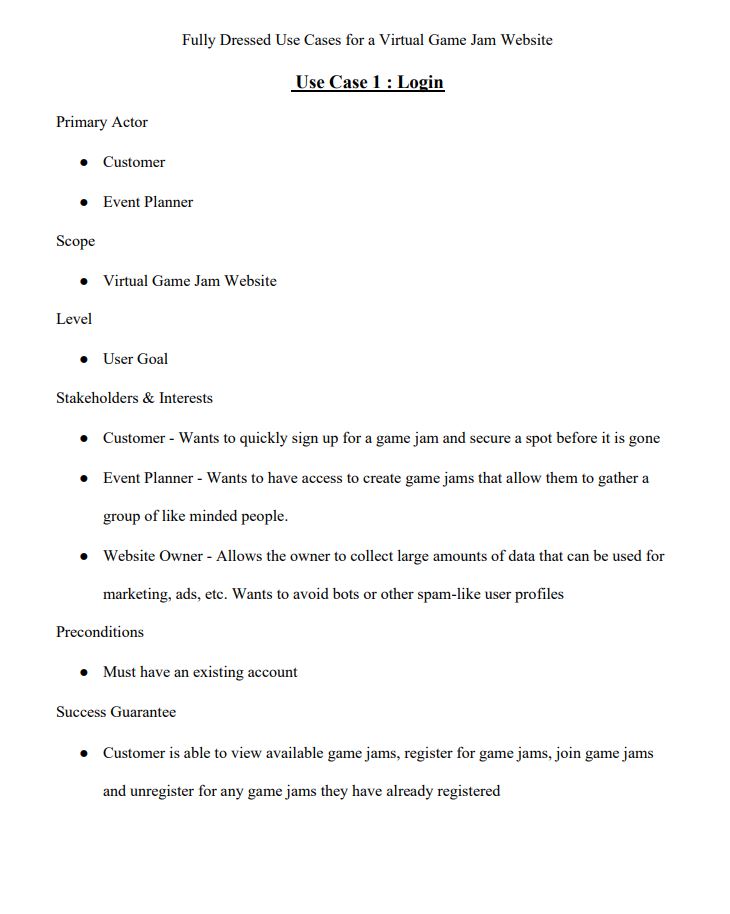 Fully Dressed Use Cases for a Virtual Game Jam Website
Use Case 1 : Login
Primary Actor
● Customer
● Event Planner
Scope
● Virtual Game Jam Website
Level
● User Goal
Stakeholders & Interests
● Customer - Wants to quickly sign up for a game jam and secure a spot before it is gone
● Event Planner - Wants to have access to create game jams that allow them to gather a
group of like minded people.
● Website Owner - Allows the owner to collect large amounts of data that can be used for
marketing, ads, etc. Wants to avoid bots or other spam-like user profiles
Preconditions
● Must have an existing account
Success Guarantee
● Customer is able to view available game jams, register for game jams, join game jams
and unregister for any game jams they have already registered